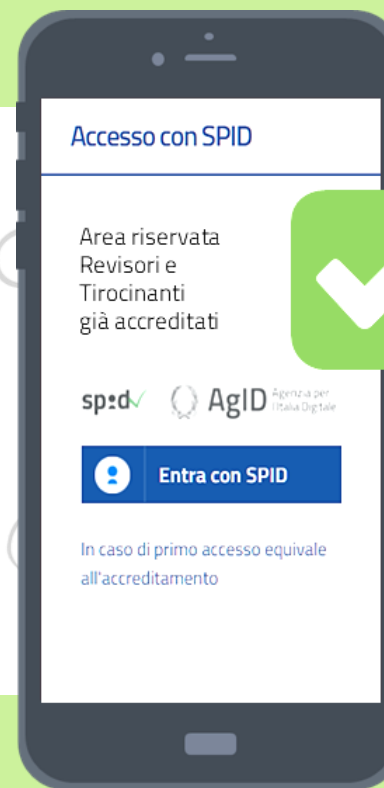 Accesso con SPID
Area riservata
Revisori e
Tirocinanti
già accreditati
sp:d AgID Agenzia per
l'Italia Digitale
Entra con SPID
In caso di primo accesso equivale
all'accreditamento